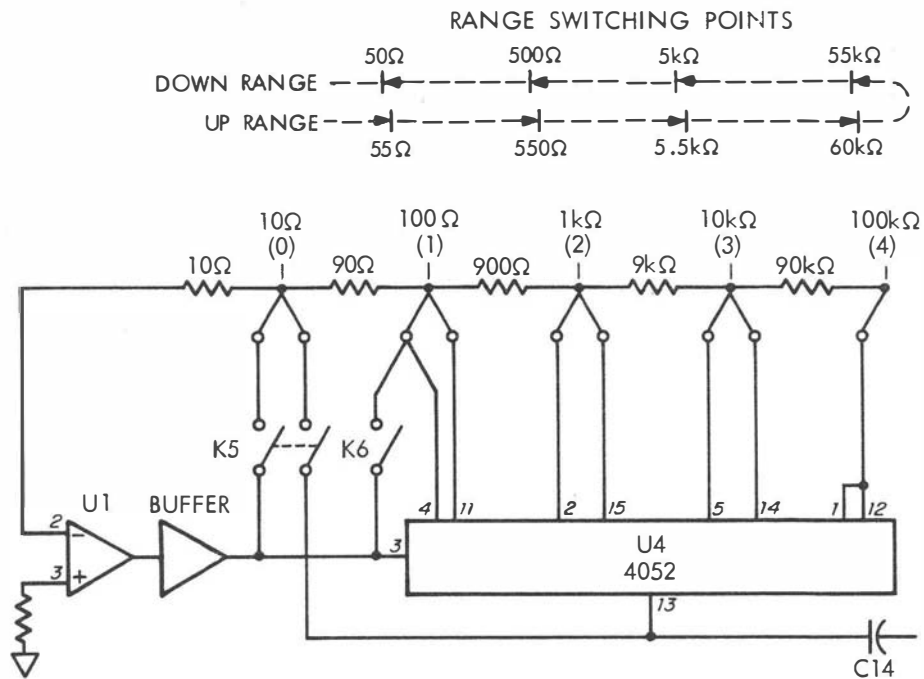 RANGE SWITCHING POINTS
50Ω 500Ω 5kΩ 55kΩ
DOWN RANGE
UP RANGE
55Ω 550Ω 5.5kΩ 60kΩ
10Ω 100Ω 1kΩ 10kΩ 100kΩ
(0) (1) (2) (3) (4)
10Ω 90Ω 900Ω 9kΩ 90kΩ
K5 K6
U1 BUFFER
4 11 2 15 5 14 1 12
2
-
3
+
3
U4
4052
13
C14